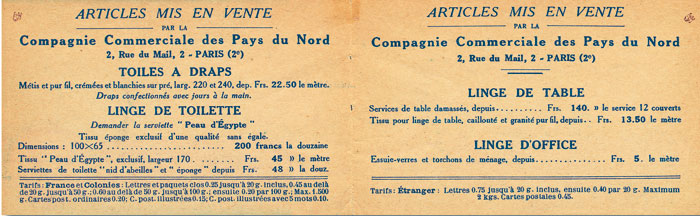 ARTICLES MIS EN VENTE
PAR LA
Compagnie Commerciale des Pays du Nord
2, Rue du Mail, 2 - PARIS (2e)
TOILES A DRAPS
Métis et pur fil, crémées et blanchies sur pré, larg. 220 et 240, dep. Frs. 22.50 le mètre.
Draps confectionnés avec jours à la main.
LINGE DE TOILETTE
Demander la serviette "Peau d'Égypte"
Tissu éponge exclusif d'une qualité sans égale.
Dimensions : 100×65 ........ 200 francs la douzaine
Tissu "Peau d'Égypte", exclusif, largeur 170 ....... Frs. 45 » le mètre
Serviettes de toilette "nid d'abeilles" et "éponge" depuis Frs. 48 » la douz.
Tarifs : Franco et Colonies : Lettres et paquets clos 0.25 jusqu'à 20 g. inclus, 0.45 au delà
de 20 g. jusqu'à 50 g. ; 0.60 au delà de 50 g. jusqu'à 100 g. ; ensuite 0.20 par 100 g. ; Max. 1.500
g. Cartes post. ordinaires 0.20; C. post. illustrées 0.15; C. post. illustrées avec 5 mots 0.10.
ARTICLES MIS EN VENTE
PAR LA
Compagnie Commerciale des Pays du Nord
2, Rue du Mail, 2 - PARIS (2e)
LINGE DE TABLE
Services de table damassés, depuis......... Frs. 140. » le service 12 couverts
Tissu pour linge de table, caillouté et granité pur fil, depuis.. Frs. 13.50 le mètre
LINGE D'OFFICE
Essuie-verres et torchons de ménage, depuis........... Frs. 5. le mètre
Tarifs : Étranger : Lettres 0.75 jusqu'à 20 g. inclus, ensuite 0.40 par 20 g. Maximum
2 kgs. Cartes postales 0.45.